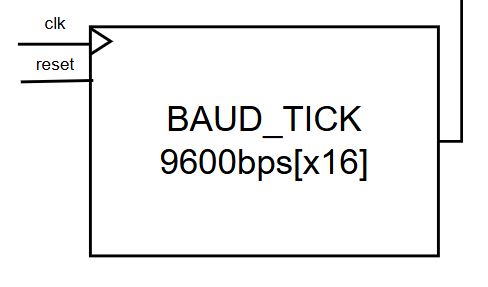 clk
reset
BAUD_TICK
9600bps[x16]